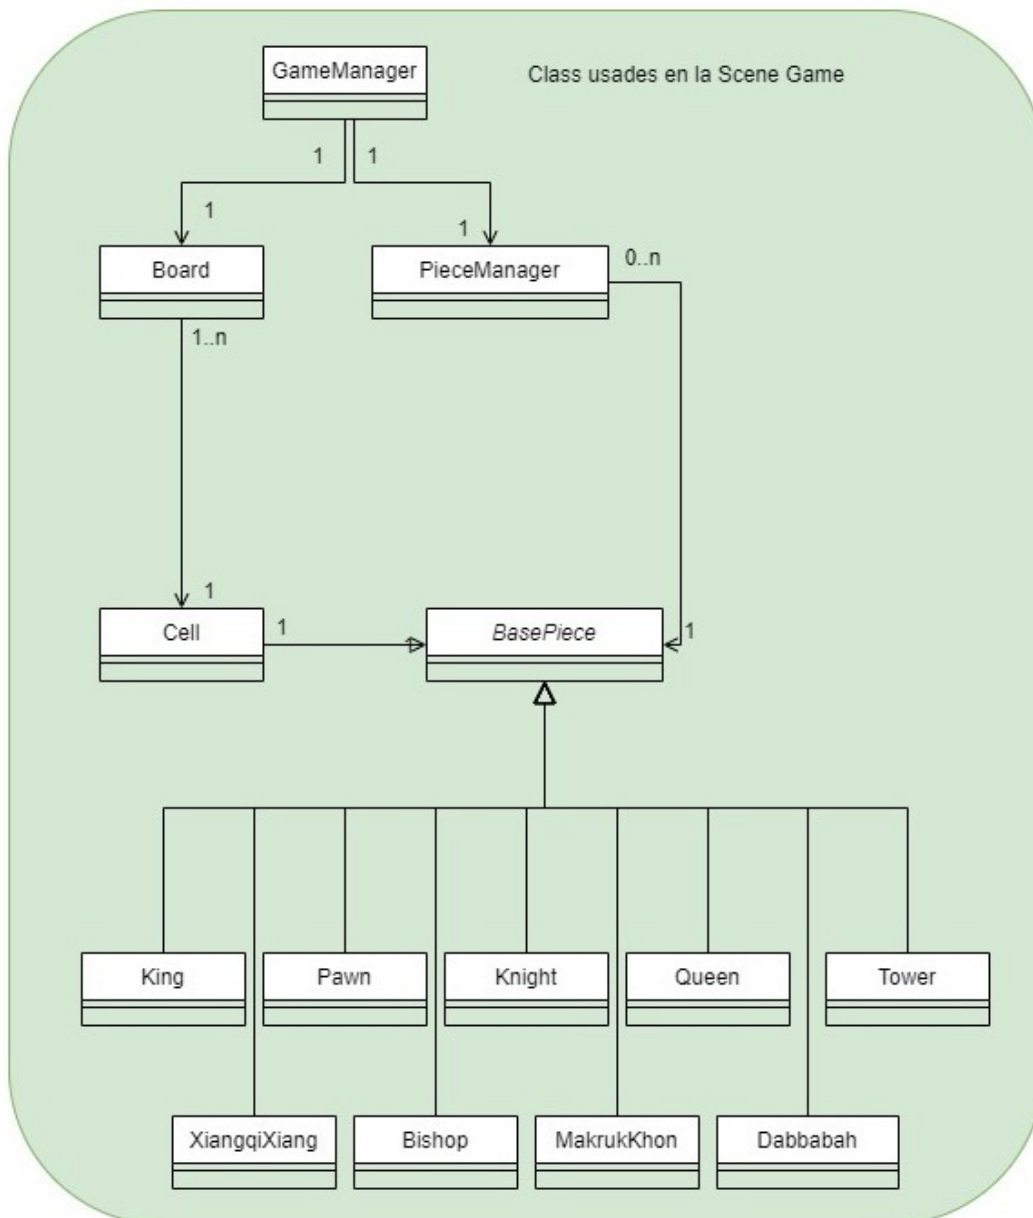 GameManager
Class usades en la Scene Game
1
1
1
1
Board
PieceManager
0..n
1..n
1
Cell
1
BasePiece
1
King
Pawn
Knight
Queen
Tower
XiangqiXiang
Bishop
MakrukKhon
Dabbabah